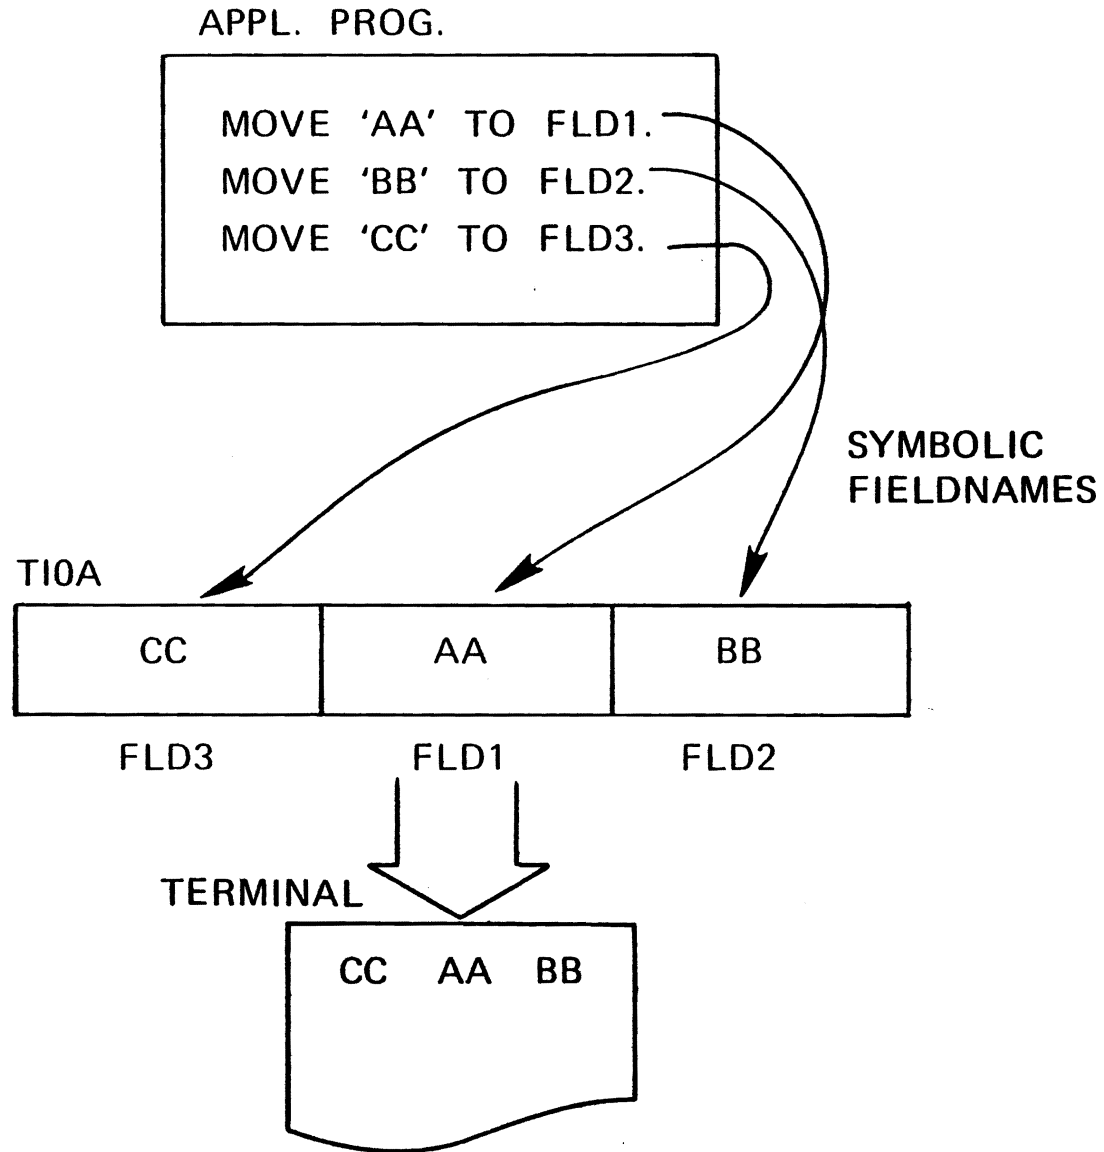 APPL. PROG.
MOVE 'AA' TO FLD1.
MOVE 'BB' TO FLD2.
MOVE 'CC' TO FLD3.
SYMBOLIC
FIELDNAMES
TIOA
CC AA BB
FLD3 FLD1 FLD2
TERMINAL
CC AA BB